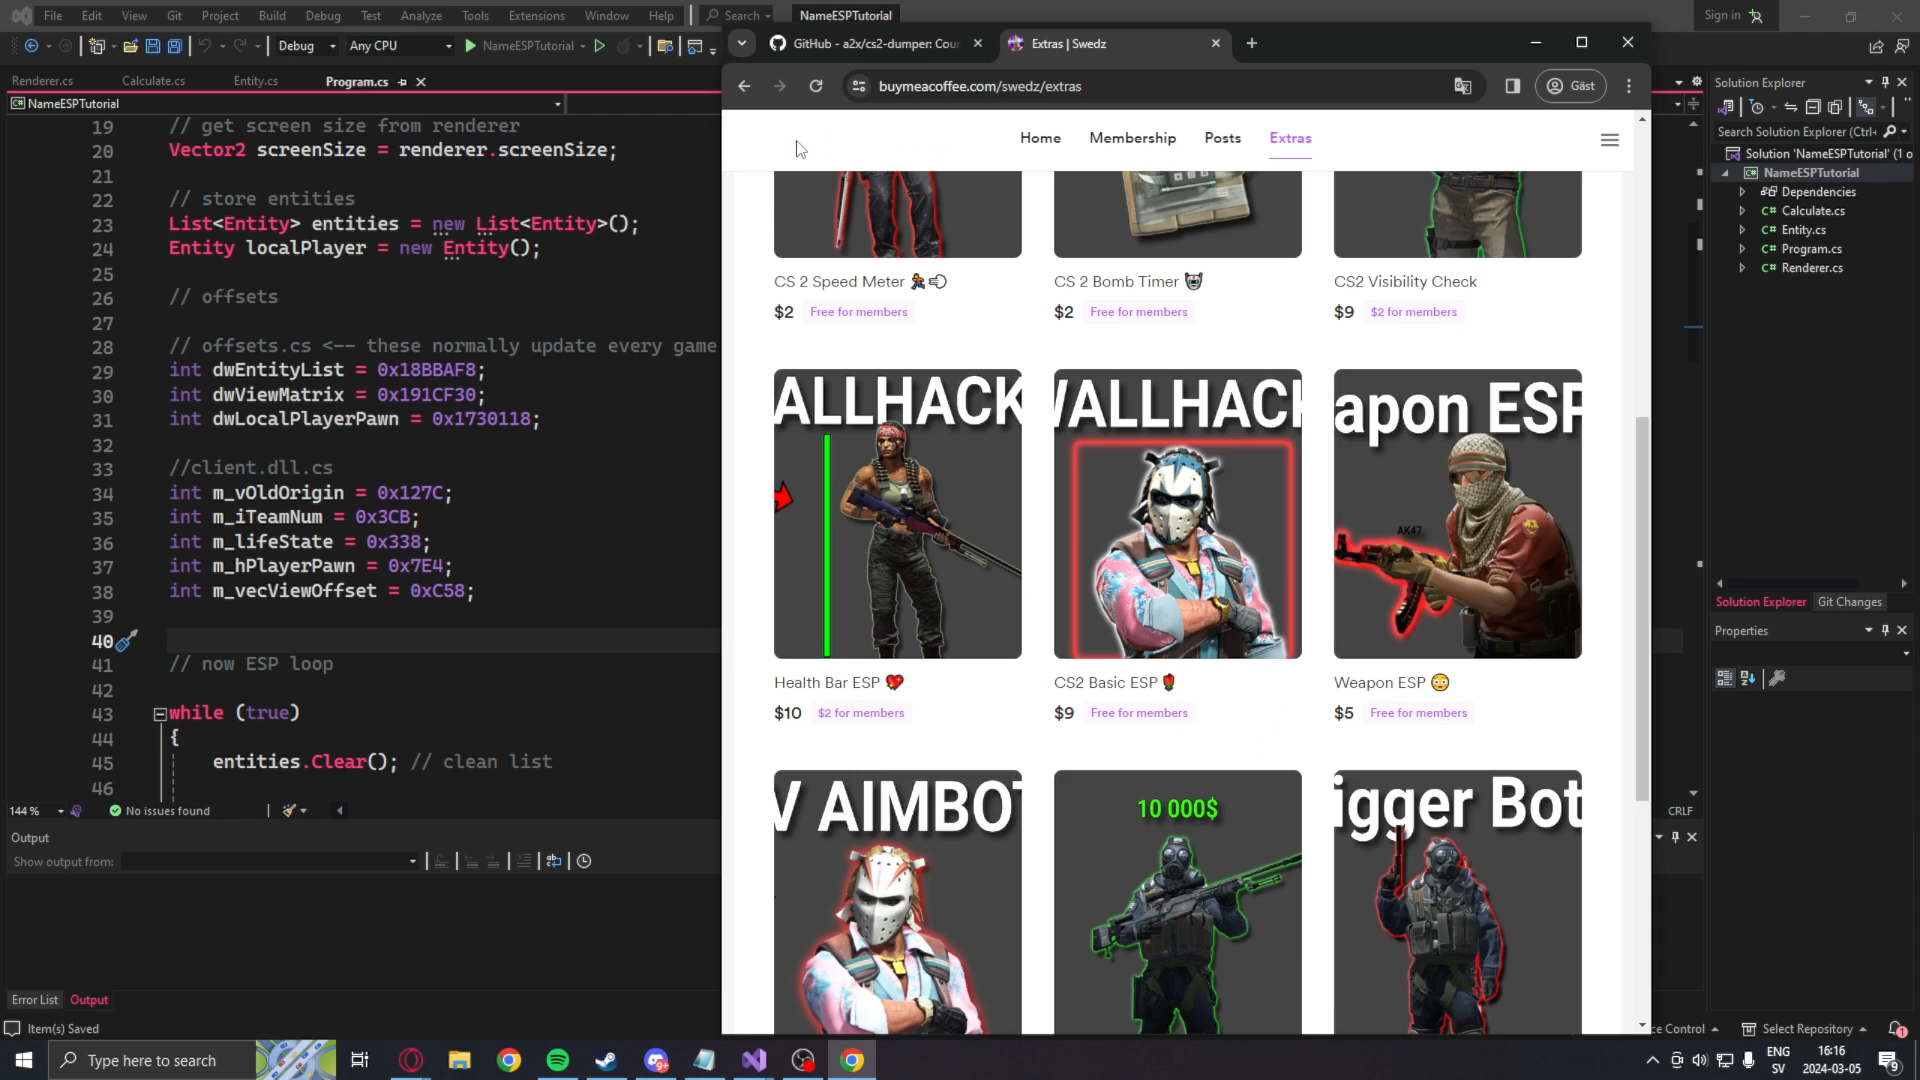 File Edit View Git Project Build Debug Test Analyze Tools Extensions Window Help Search NameESPTutorial Sign in
Debug Any CPU NameESPTutorial
Renderer.cs Calculate.cs Entity.cs Program.cs
NameESPTutorial
19 // get screen size from renderer
20 Vector2 screenSize = renderer.screenSize;
21
22 // store entities
23 List<Entity> entities = new List<Entity>();
24 Entity localPlayer = new Entity();
25
26 // offsets
27
28 // offsets.cs <-- these normally update every game
29 int dwEntityList = 0x18BBAF8;
30 int dwViewMatrix = 0x191CF30;
31 int dwLocalPlayerPawn = 0x1730118;
32
33 //client.dll.cs
34 int m_vOldOrigin = 0x127C;
35 int m_iTeamNum = 0x3CB;
36 int m_lifeState = 0x338;
37 int m_hPlayerPawn = 0x7E4;
38 int m_vecViewOffset = 0xC58;
39
40
41 // now ESP loop
42
43 while (true)
44 {
45 entities.Clear(); // clean list
46
144 % No issues found
Output
Show output from:
Error List Output
Item(s) Saved
GitHub - a2x/cs2-dumper: Cour
Extras | Swedz
buymeacoffee.com/swedz/extras
Gäst
Home Membership Posts Extras
CS 2 Speed Meter 🏃💨
$2 Free for members
CS 2 Bomb Timer
$2 Free for members
CS2 Visibility Check
$9 $2 for members
ALLHACK
WALLHACK
apon ESP
AK47
Health Bar ESP 💖
$10 $2 for members
CS2 Basic ESP 🌹
$9 Free for members
Weapon ESP 😳
$5 Free for members
V AIMBOT
10 000$
igger Bot
Solution Explorer
Search Solution Explorer (Ctrl+
Solution 'NameESPTutorial' (1 o
NameESPTutorial
Dependencies
C# Calculate.cs
C# Entity.cs
C# Program.cs
C# Renderer.cs
Solution Explorer Git Changes
Properties
CRLF
ce Control Select Repository 1
Type here to search
9+
ENG
SV
16:16
2024-03-05
9